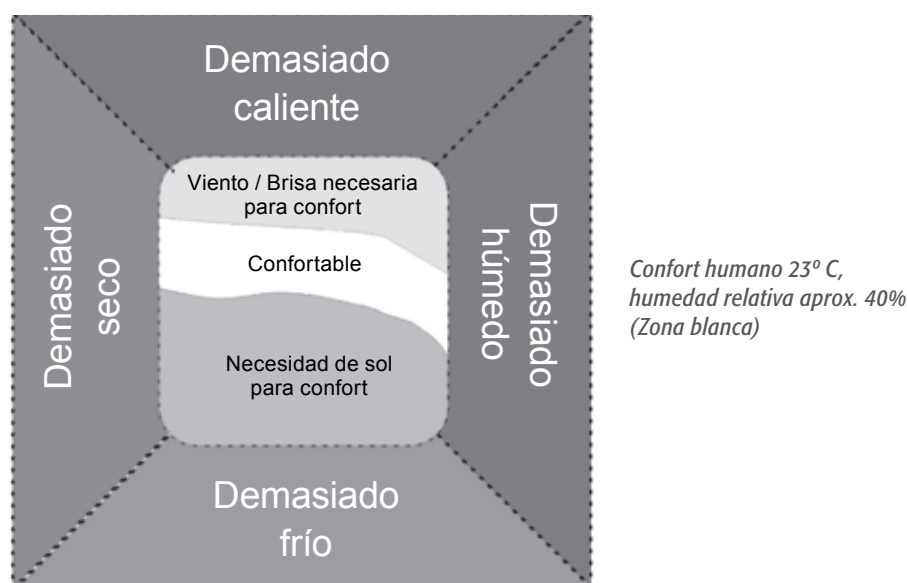 Demasiado
caliente
Viento / Brisa necesaria
para confort
Demasiado
seco
Confortable
Demasiado
húmedo
Necesidad de sol
para confort
Demasiado
frío
Confort humano 23º C,
humedad relativa aprox. 40%
(Zona blanca)